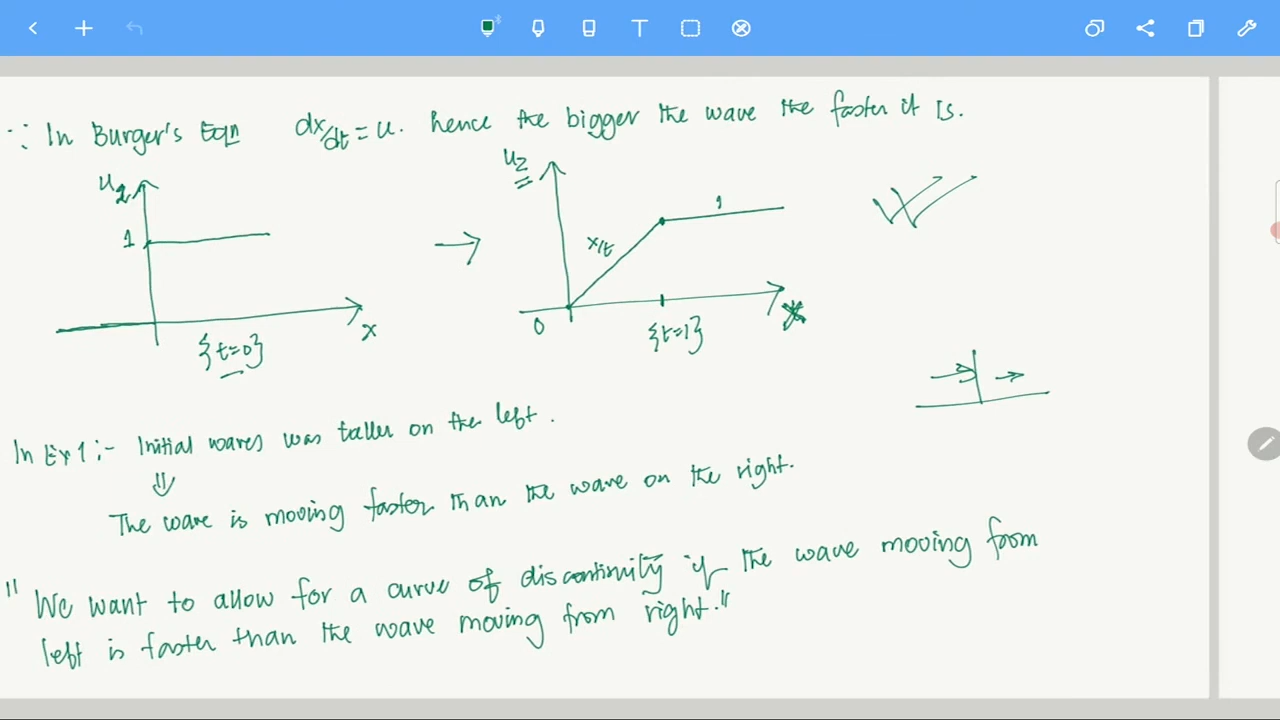 ∵ In Burger's Eqn dx/dt = u. hence the bigger the wave the faster it is.
u2
1
x
{t=0}
→
u2
x/t
1
0
{t=1}
x
In Ex1:- Initial waves was taller on the left.
⇓
The wave is moving faster than the wave on the right.
"We want to allow for a curve of discontinuity if the wave moving from
left is faster than the wave moving from right."